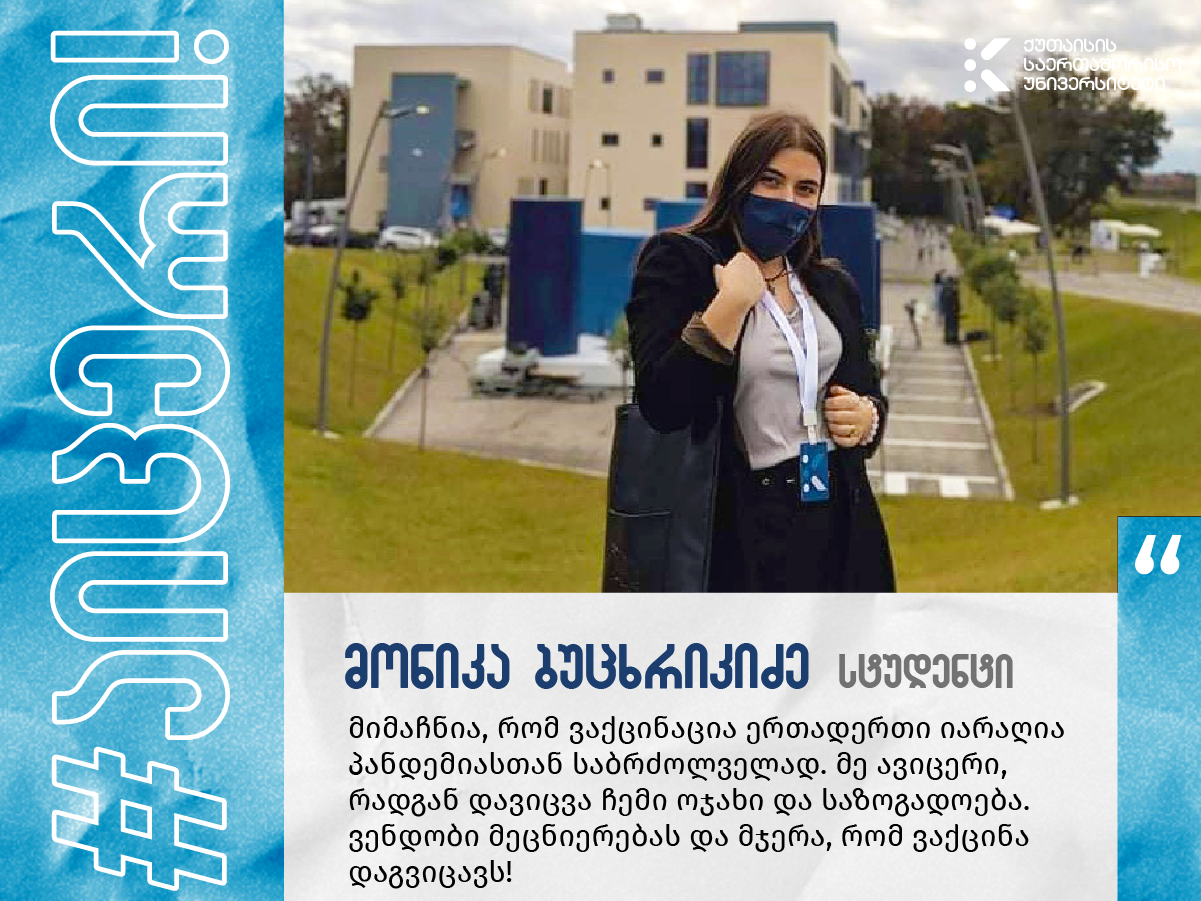 #აიცერი!
ქუთაისის
საერთაშორისო
უნივერსიტეტი
მონიკა ბუცხრიკიძე სტუდენტი
მიმაჩნია, რომ ვაქცინაცია ერთადერთი იარაღია
პანდემიასთან საბრძოლველად. მე ავიცერი,
რადგან დავიცვა ჩემი ოჯახი და საზოგადოება.
ვენდობი მეცნიერებას და მჯერა, რომ ვაქცინა
დაგვიცავს!
“